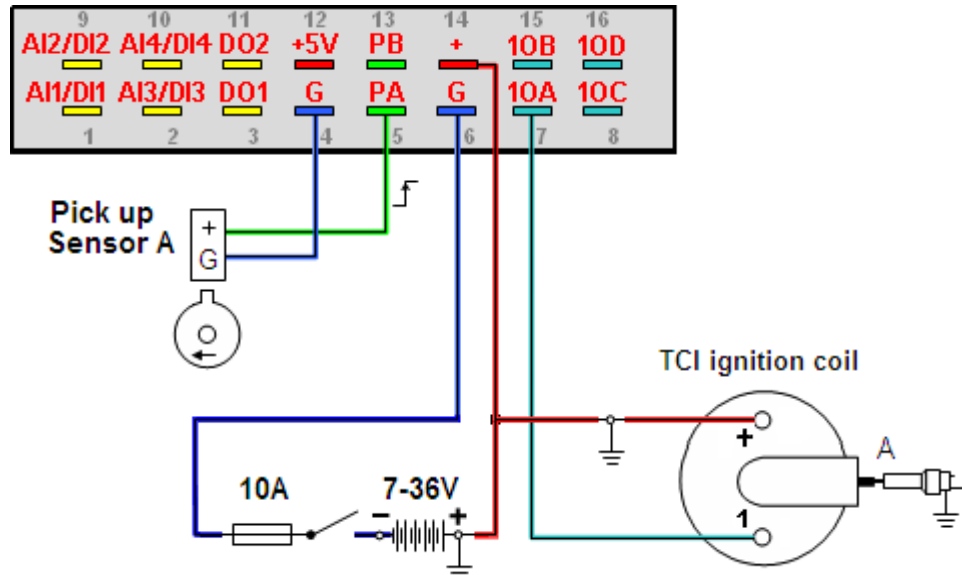 9 10 11 12 13 14 15 16
AI2/DI2 AI4/DI4 DO2 +5V PB + 1OB 1OD
AI1/DI1 AI3/DI3 DO1 G PA G 1OA 1OC
1 2 3 4 5 6 7 8
Pick up
Sensor A
+
G
TCI ignition coil
+
A
1
10A 7-36V
- +